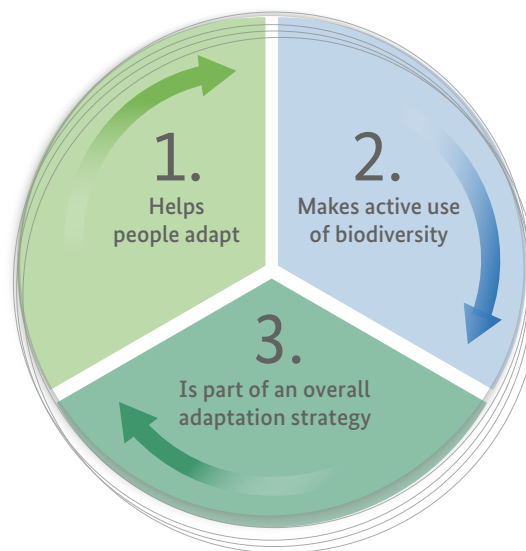 1.
Helps
people adapt
2.
Makes active use
of biodiversity
3.
Is part of an overall
adaptation strategy